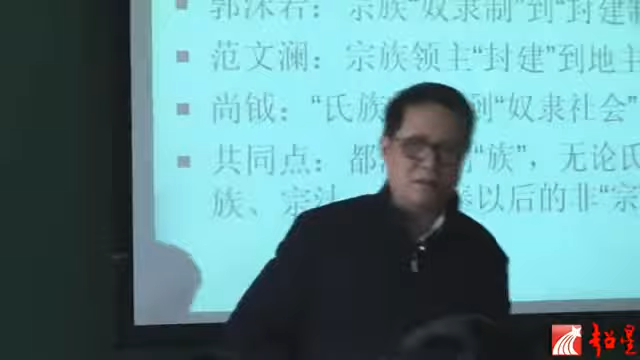 郭沫若：宗族“奴隶制”到“封建制
范文澜：宗族领主“封建”到地主
尚钺：“氏族 到“奴隶社会”
共同点：都 “族”，无论氏
族、宗法 秦以后的非“宗
超星